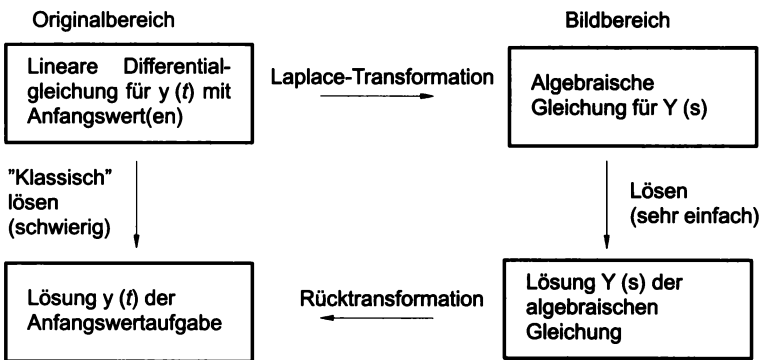 Originalbereich
Bildbereich
Lineare Differential-
gleichung für y (t) mit
Anfangswert(en)
Laplace-Transformation
Algebraische
Gleichung für Y (s)
"Klassisch"
lösen
(schwierig)
Lösen
(sehr einfach)
Lösung y (t) der
Anfangswertaufgabe
Rücktransformation
Lösung Y (s) der
algebraischen
Gleichung